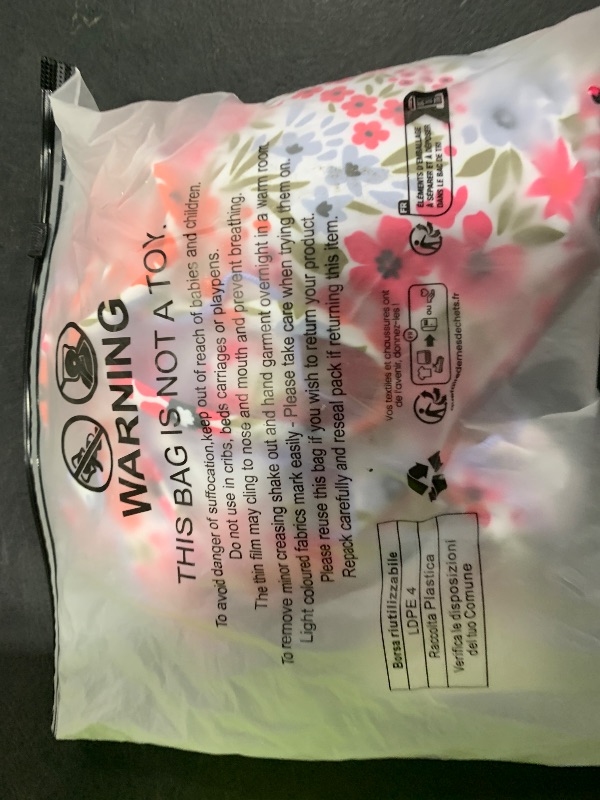 WARNING
THIS BAG IS NOT A TOY.
To avoid danger of suffocation,keep out of reach of babies and children.
Do not use in cribs, beds carriages or playpens.
The thin film may cling to nose and mouth and prevent breathing.
To remove minor creasing shake out and hand garment overnight in a warm room
Light coloured fabrics mark easily - Please take care when trying them on.
Please reuse this bag if you wish to return your product.
Repack carefully and reseal pack if returning this item.
Borsa riutilizzabile
LDPE 4
Raccolta Plastica
Verifica le disposizioni
del tuo Comune
Vos textiles et chaussures ont
de l'avenir, donnez-les !
FR
ou
FR
ÉLÉMENTS D'EMBALLAGE
À SÉPARER ET À DÉPOSER
DANS LE BAC DE TRI